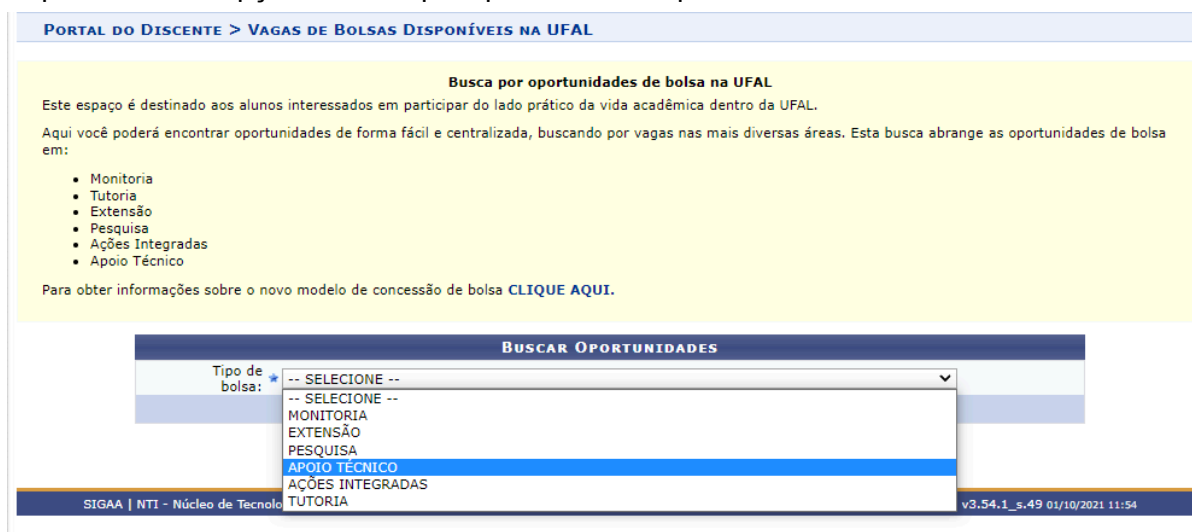 PORTAL DO DISCENTE > VAGAS DE BOLSAS DISPONÍVEIS NA UFAL
Busca por oportunidades de bolsa na UFAL
Este espaço é destinado aos alunos interessados em participar do lado prático da vida acadêmica dentro da UFAL.
Aqui você poderá encontrar oportunidades de forma fácil e centralizada, buscando por vagas nas mais diversas áreas. Esta busca abrange as oportunidades de bolsa
em:
• Monitoria
• Tutoria
• Extensão
• Pesquisa
• Ações Integradas
• Apoio Técnico
Para obter informações sobre o novo modelo de concessão de bolsa CLIQUE AQUI.
BUSCAR OPORTUNIDADES
Tipo de
bolsa:
-- SELECIONE --
-- SELECIONE --
MONITORIA
EXTENSÃO
PESQUISA
APOIO TÉCNICO
AÇÕES INTEGRADAS
TUTORIA
SIGAA | NTI - Núcleo de Tecnolo v3.54.1_s.49 01/10/2021 11:54